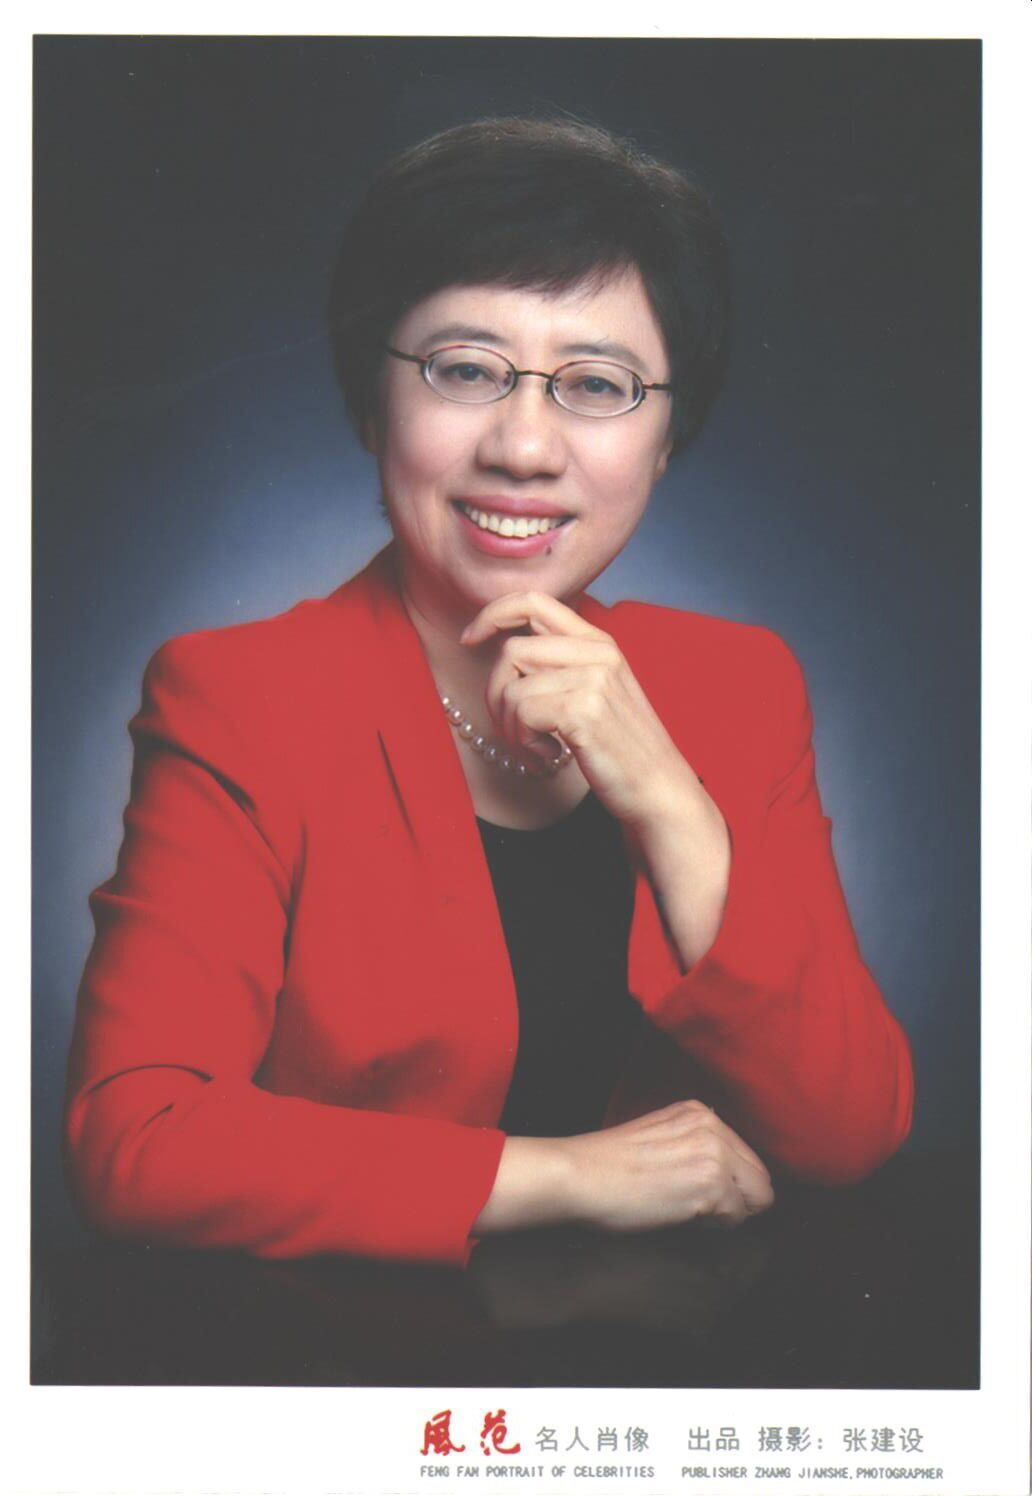 風范 名人肖像 出品 摄影：张建设
FENG FAN PORTRAIT OF CELEBRITIES PUBLISHER ZHANG JIANSHE, PHOTOGRAPHER